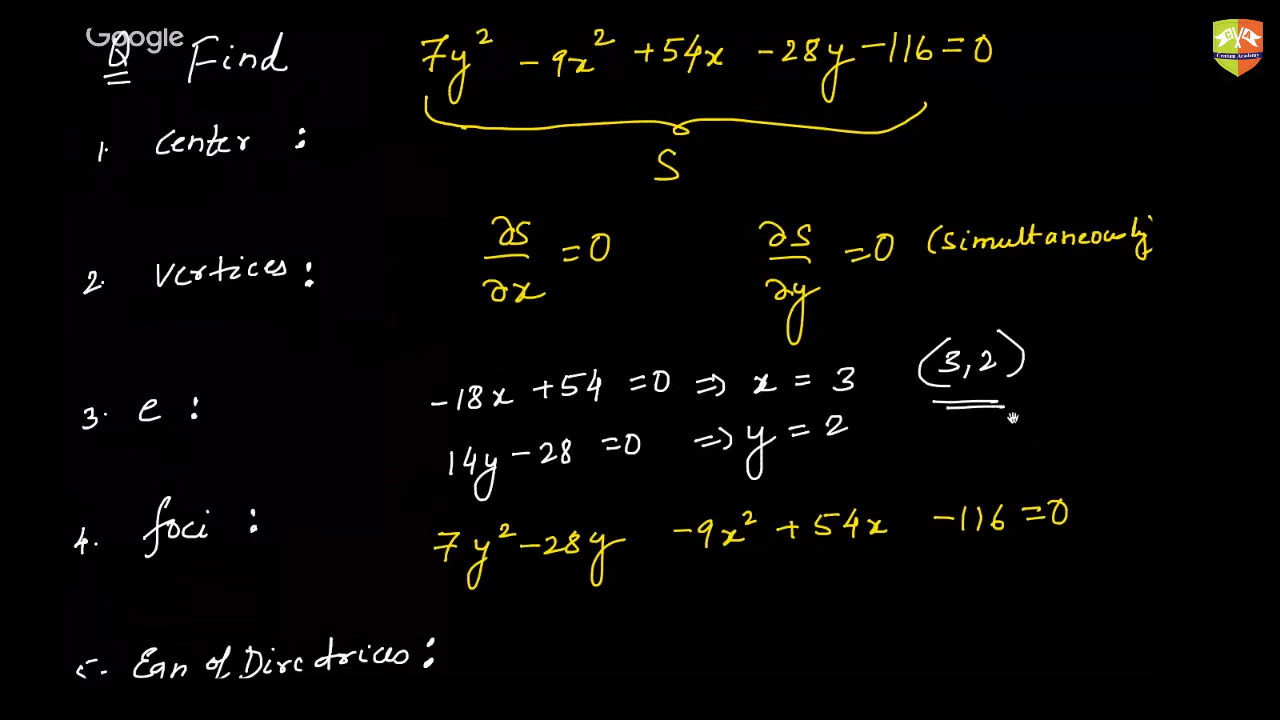 Google
Q Find 7y² - 9x² + 54x - 28y - 116 = 0
1. Center :
S
∂S/∂x = 0 ∂S/∂y = 0 (simultaneously)
2. Vertices :
-18x + 54 = 0 ⇒ x = 3 (3, 2)
3. e :
14y - 28 = 0 ⇒ y = 2
4. foci :
7y² - 28y - 9x² + 54x - 116 = 0
5. Eqn of Directrices :